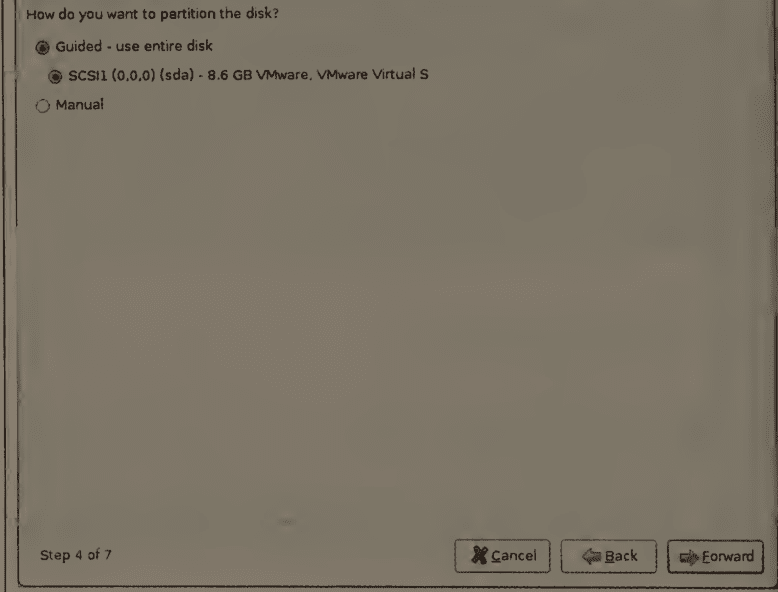 How do you want to partition the disk?
Guided - use entire disk
SCSI1 (0,0,0) (sda) - 8.6 GB VMware, VMware Virtual S
Manual
Step 4 of 7
Cancel
Back
Forward